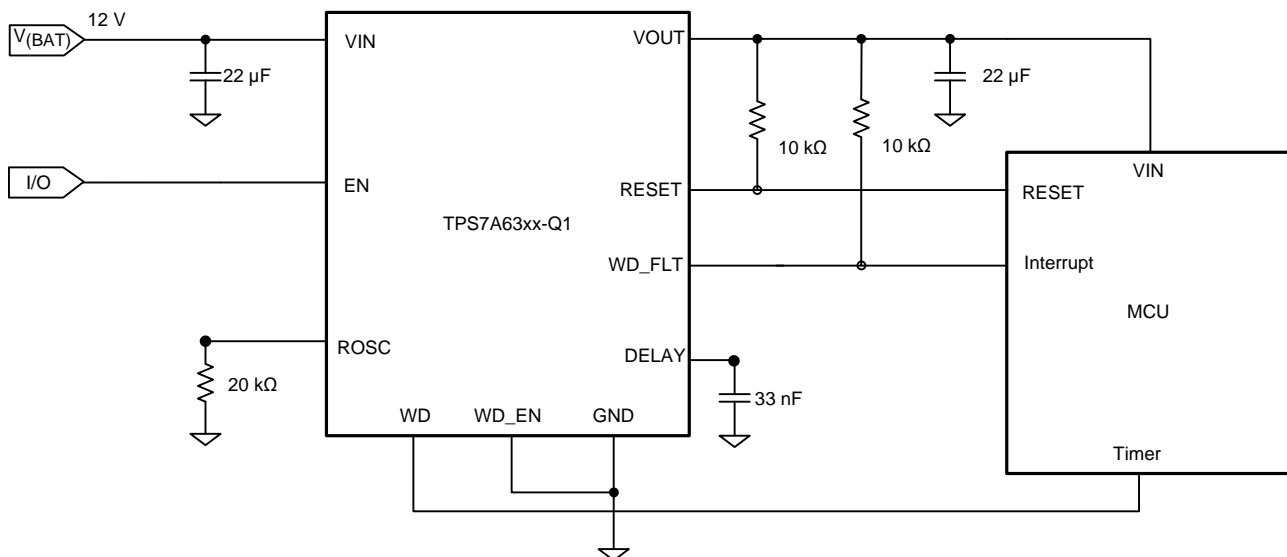 12 V
V(BAT)
VIN
VOUT
22 µF
22 µF
10 kΩ
10 kΩ
VIN
I/O
EN
RESET
RESET
TPS7A63xx-Q1
WD_FLT
Interrupt
MCU
ROSC
DELAY
20 kΩ
33 nF
WD
WD_EN
GND
Timer